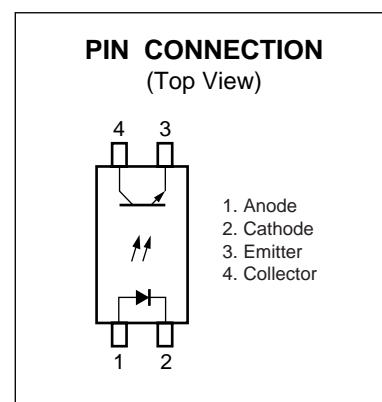 PIN CONNECTION
(Top View)
4 3
1. Anode
2. Cathode
3. Emitter
4. Collector
1 2